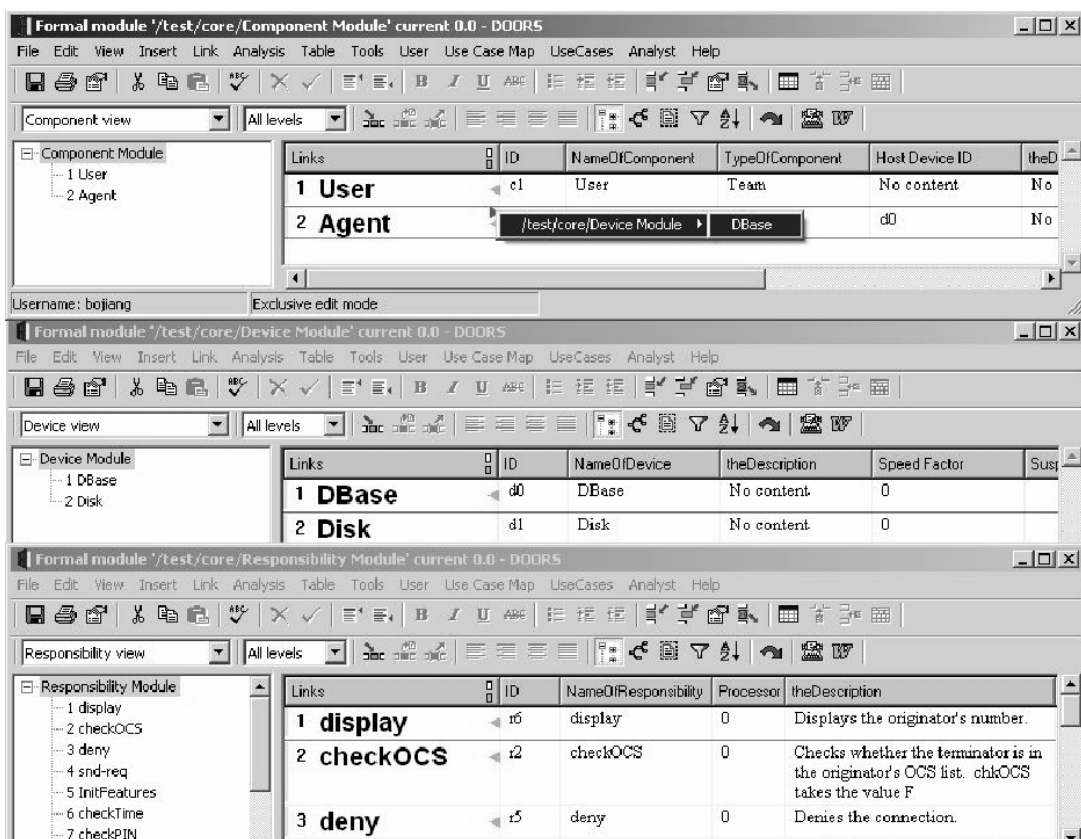 Formal module '/test/core/Component Module' current 0.0 - DOORS
File Edit View Insert Link Analysis Table Tools User Use Case Map UseCases Analyst Help
ABC B I U ABC
Component view All levels
Component Module
1 User
2 Agent
Links ID NameOfComponent TypeOfComponent Host Device ID theD
1 User c1 User Team No content No
2 Agent /test/core/Device Module DBase d0 No
Username: bojiang Exclusive edit mode
Formal module '/test/core/Device Module' current 0.0 - DOORS
File Edit View Insert Link Analysis Table Tools User Use Case Map UseCases Analyst Help
ABC B I U ABC
Device view All levels
Device Module
1 DBase
2 Disk
Links ID NameOfDevice theDescription Speed Factor Susp
1 DBase d0 DBase No content 0
2 Disk d1 Disk No content 0
Formal module '/test/core/Responsibility Module' current 0.0 - DOORS
File Edit View Insert Link Analysis Table Tools User Use Case Map UseCases Analyst Help
ABC B I U ABC
Responsibility view All levels
Responsibility Module
1 display
2 checkOCS
3 deny
4 snd-req
5 InitFeatures
6 checkTime
7 checkPIN
Links ID NameOfResponsibility Processor theDescription
1 display r6 display 0 Displays the originator's number.
2 checkOCS r2 checkOCS 0 Checks whether the terminator is in
the originator's OCS list. chkOCS
takes the value F
3 deny r5 deny 0 Denies the connection.